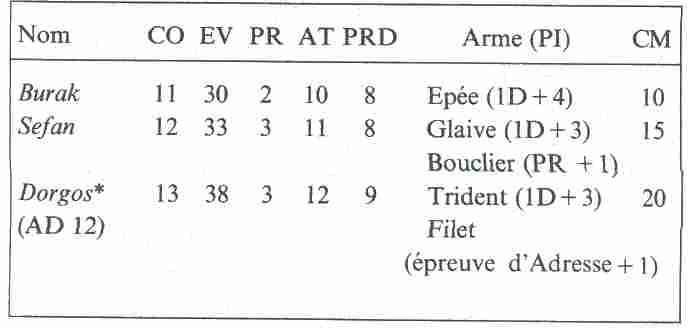 Nom CO EV PR AT PRD Arme (PI) CM
Burak 11 30 2 10 8 Epée (1D + 4) 10
Sefan 12 33 3 11 8 Glaive (1D + 3) 15
Bouclier (PR + 1)
Dorgos* 13 38 3 12 9 Trident (1D + 3) 20
(AD 12) Filet
(épreuve d'Adresse + 1)